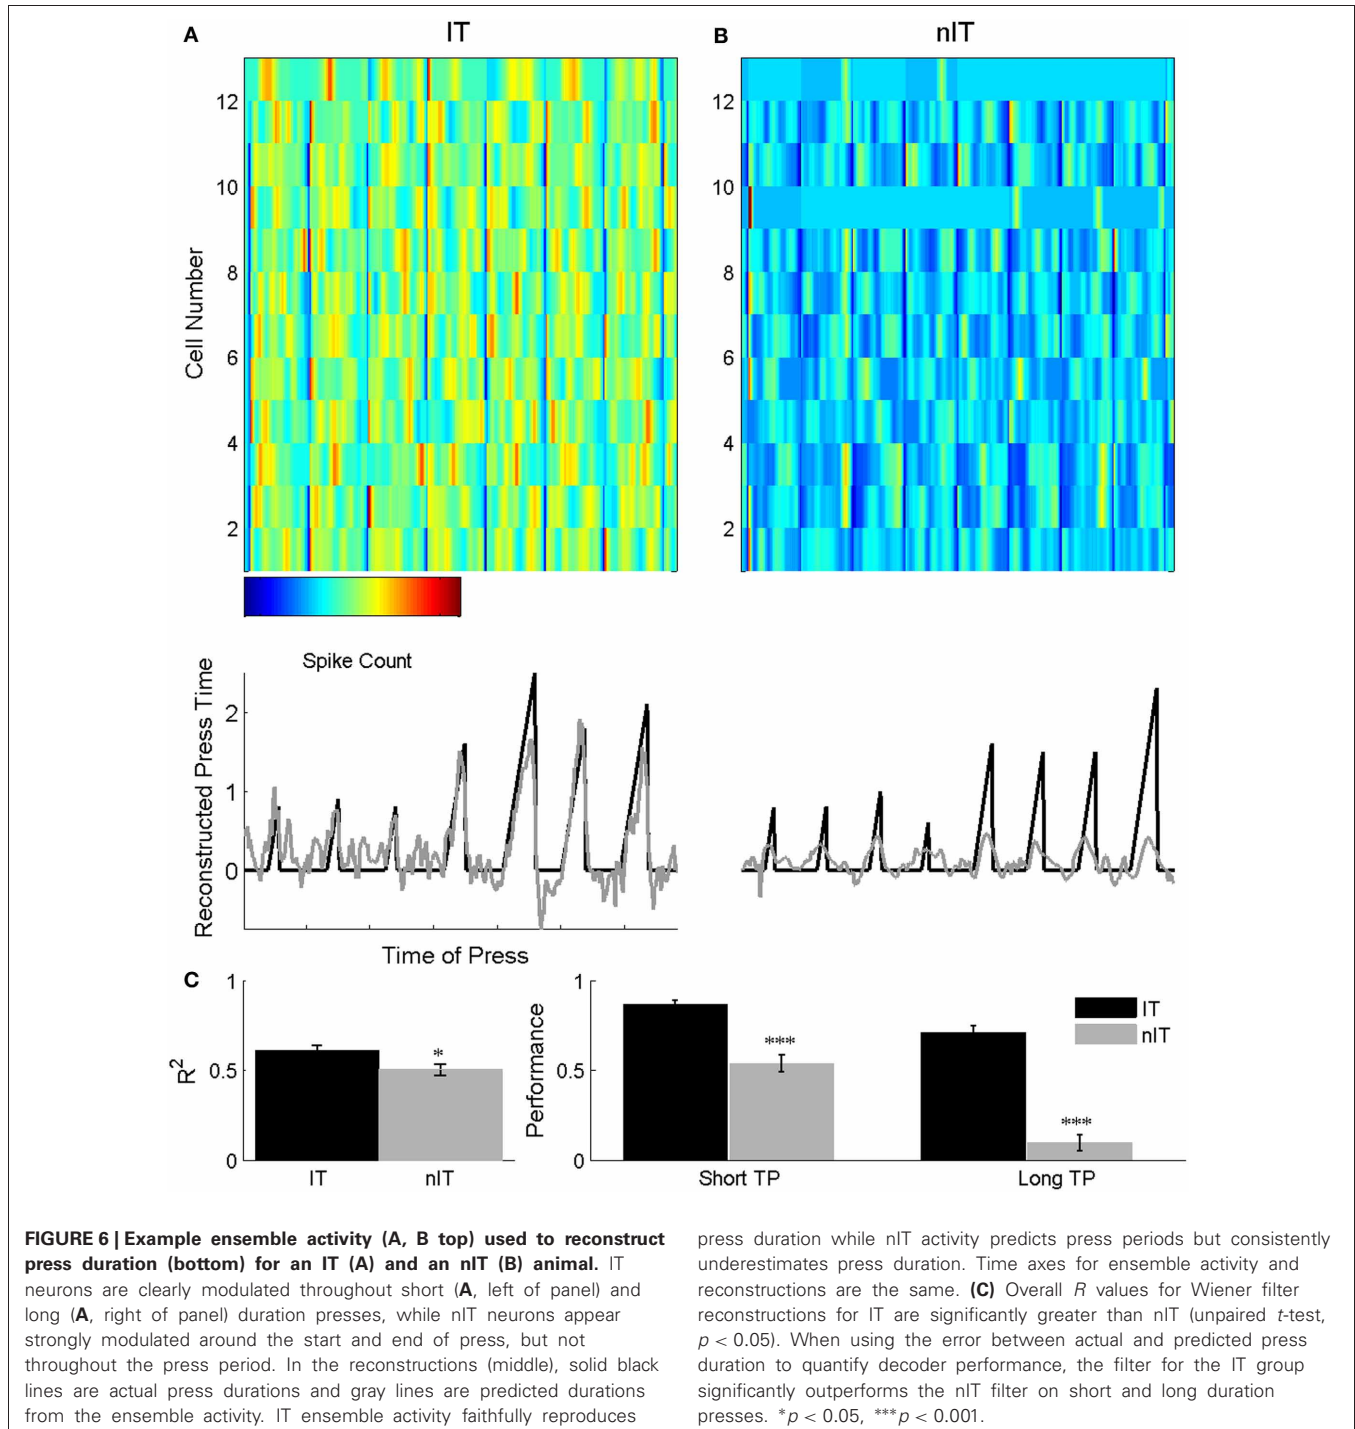 A
IT
B
nIT
12
10
8
6
4
2
Cell Number
12
10
8
6
4
2
Spike Count
Reconstructed Press Time
2
1
0
Time of Press
C
1
0.5
0
R²
IT
nIT
*
1
0.5
0
Performance
***
***
Short TP
Long TP
IT
nIT
FIGURE 6 | Example ensemble activity (A, B top) used to reconstruct
press duration (bottom) for an IT (A) and an nIT (B) animal. IT
neurons are clearly modulated throughout short (A, left of panel) and
long (A, right of panel) duration presses, while nIT neurons appear
strongly modulated around the start and end of press, but not
throughout the press period. In the reconstructions (middle), solid black
lines are actual press durations and gray lines are predicted durations
from the ensemble activity. IT ensemble activity faithfully reproduces
press duration while nIT activity predicts press periods but consistently
underestimates press duration. Time axes for ensemble activity and
reconstructions are the same. (C) Overall R values for Wiener filter
reconstructions for IT are significantly greater than nIT (unpaired t-test,
p < 0.05). When using the error between actual and predicted press
duration to quantify decoder performance, the filter for the IT group
significantly outperforms the nIT filter on short and long duration
presses. *p < 0.05, ***p < 0.001.